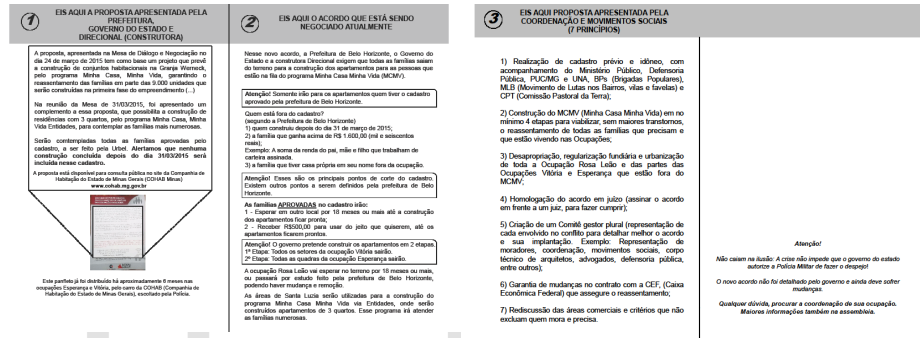 1
EIS AQUI A PROPOSTA APRESENTADA PELA
PREFEITURA,
GOVERNO DO ESTADO E
DIRECIONAL (CONSTRUTORA)
A proposta, apresentada na Mesa de Diálogo e Negociação no
dia 24 de março de 2015 tem como base um projeto que prevê
a construção de conjuntos habitacionais na Granja Werneck,
pelo programa Minha Casa, Minha Vida, garantindo o
reassentamento das famílias em parte das 9.000 unidades que
serão construídas na primeira fase do empreendimento (...)
Na reunião da Mesa de 31/03/2015, foi apresentado um
complemento a essa proposta, que possibilita a construção de
residências com 3 quartos, pelo programa Minha Casa, Minha
Vida Entidades, para contemplar as famílias mais numerosas.
Serão contempladas todas as famílias aprovadas pelo
cadastro, a ser feito pela Urbel. Alertamos que nenhuma
construção concluída depois do dia 31/03/2015 será
incluída nesse cadastro.
A proposta está disponível para consulta pública no site da Companhia de
Habitação do Estado de Minas Gerais (COHAB Minas)
www.cohab.mg.gov.br
Este panfleto já foi distribuído há aproximadamente 6 meses nas
ocupações Esperança e Vitória, pelo carro da COHAB (Companhia de
Habitação do Estado de Minas Gerais), escoltado pela Polícia.
2
EIS AQUI O ACORDO QUE ESTÁ SENDO
NEGOCIADO ATUALMENTE
Nesse novo acordo, a Prefeitura de Belo Horizonte, o Governo
do Estado e a construtora Direcional exigem que todas as famílias saiam
do terreno para a construção dos apartamentos para as pessoas que
estão na fila do programa Minha Casa Minha Vida (MCMV).
Atenção! Somente irão para os apartamentos quem tiver o cadastro
aprovado pela prefeitura de Belo Horizonte.
Quem estará fora do cadastro?
(segundo a Prefeitura de Belo Horizonte)
1) quem construiu depois do dia 31 de março de 2015;
2) a família que ganha acima de R$ 1.600,00 (mil e seiscentos
reais);
Exemplo: A soma da renda do pai, mãe e filho que trabalham de
carteira assinada.
3) a família que tiver casa própria em seu nome fora da ocupação.
Atenção! Esses são os principais pontos de corte do cadastro.
Existem outros pontos a serem definidos pela prefeitura de Belo
Horizonte.
As famílias APROVADAS no cadastro irão:
1 - Esperar em outro local por 18 meses ou mais até a construção
dos apartamentos ficar pronta;
2 - Receber R$500,00 para usar do jeito que quiserem, até os
apartamentos ficarem prontos.
Atenção! O governo pretende construir os apartamentos em 2 etapas.
1ª Etapa: Todos os setores da ocupação Vitória sairão.
2ª Etapa: Todas as quadras da ocupação Esperança sairão.
A ocupação Rosa Leão vai esperar no terreno por 18 meses ou mais,
ou passará por estudo feito pela prefeitura de Belo Horizonte,
podendo haver mudança e remoção.
As áreas de Santa Luzia serão utilizadas para a construção do
programa Minha Casa Minha Vida via Entidades, onde serão
construídos apartamentos de 3 quartos. Esse programa irá atender
as famílias numerosas.
3
EIS AQUI PROPOSTA APRESENTADA PELA
COORDENAÇÃO E MOVIMENTOS SOCIAIS
(7 PRINCÍPIOS)
1) Realização de cadastro prévio e idôneo, com
acompanhamento do Ministério Público, Defensoria
Pública, PUC/MG e UNA, BPs (Brigadas Populares),
MLB (Movimento de Lutas nos Bairros, vilas e favelas) e
CPT (Comissão Pastoral da Terra);
2) Construção do MCMV (Minha Casa Minha Vida) em no
mínimo 4 etapas para viabilizar, sem maiores transtornos,
o reassentamento de todas as famílias que precisam e
que estão vivendo nas Ocupações;
3) Desapropriação, regularização fundiária e urbanização
de toda a Ocupação Rosa Leão e das partes das
Ocupações Vitória e Esperança que estão fora do
MCMV;
4) Homologação do acordo em juízo (assinar o acordo
em frente a um juiz, para fazer cumprir);
5) Criação de um Comitê gestor plural (representação de
cada envolvido no conflito para detalhar melhor o acordo
e sua implantação. Exemplo: Representação de
moradores, coordenação, movimentos sociais, corpo
técnico de arquitetos, advogados, defensoria pública,
entre outros);
6) Garantia de mudanças no contrato com a CEF, (Caixa
Econômica Federal) que assegure o reassentamento;
7) Rediscussão das áreas comerciais e critérios que não
excluam quem mora e precisa.
Atenção!
Não caiam na ilusão: A crise não impede que o governo do estado
autorize a Polícia Militar de fazer o despejo!
O novo acordo não foi detalhado pelo governo e ainda deve sofrer
mudanças.
Qualquer dúvida, procurar a coordenação de sua ocupação.
Maiores informações também na assembleia.